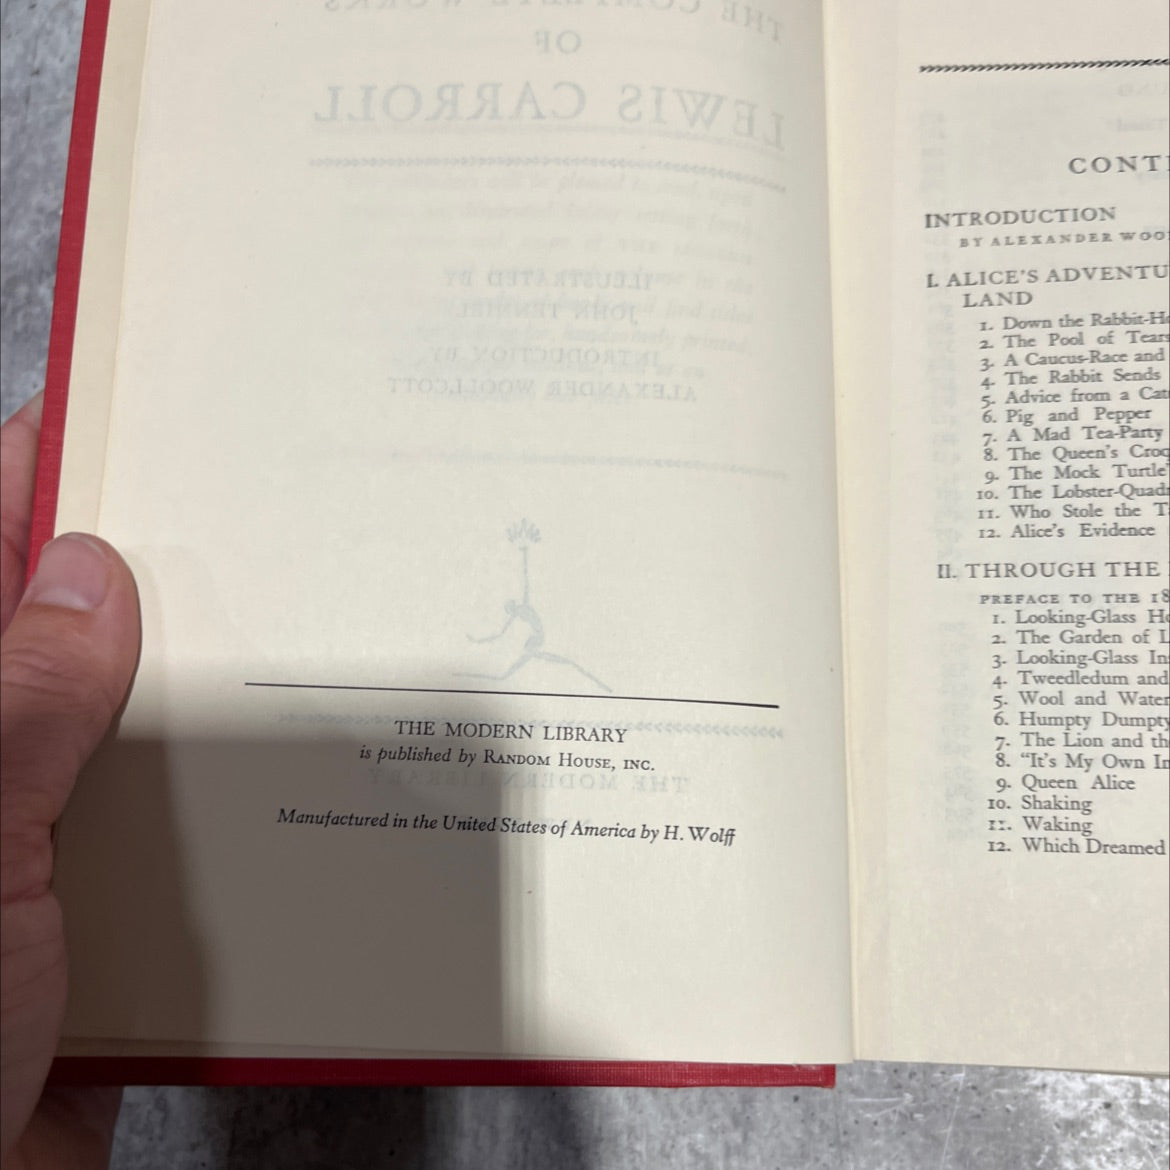 THE MODERN LIBRARY
is published by RANDOM HOUSE, INC.
Manufactured in the United States of America by H. Wolff
CONT
INTRODUCTION
BY ALEXANDER WOO
I. ALICE'S ADVENTU
LAND
1. Down the Rabbit-Ho
2. The Pool of Tears
3. A Caucus-Race and
4. The Rabbit Sends
5. Advice from a Cat
6. Pig and Pepper
7. A Mad Tea-Party
8. The Queen's Croq
9. The Mock Turtle'
10. The Lobster-Quad
11. Who Stole the T
12. Alice's Evidence
II. THROUGH THE
PREFACE TO THE 18
1. Looking-Glass Ho
2. The Garden of L
3. Looking-Glass In
4. Tweedledum and
5. Wool and Water
6. Humpty Dumpty
7. The Lion and th
8. "It's My Own In
9. Queen Alice
10. Shaking
11. Waking
12. Which Dreamed